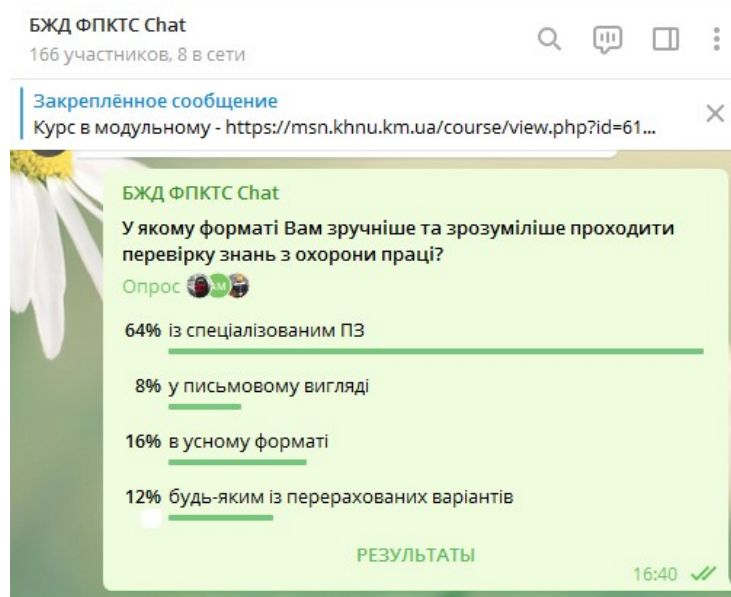 БЖД ФПКТС Chat
166 участников, 8 в сети
Закреплённое сообщение
Курс в модульному - https://msn.khnu.km.ua/course/view.php?id=61...
БЖД ФПКТС Chat
У якому форматі Вам зручніше та зрозуміліше проходити
перевірку знань з охорони праці?
Опрос АМ
64% із спеціалізованим ПЗ
8% у письмовому вигляді
16% в усному форматі
12% будь-яким із перерахованих варіантів
РЕЗУЛЬТАТЫ
16:40